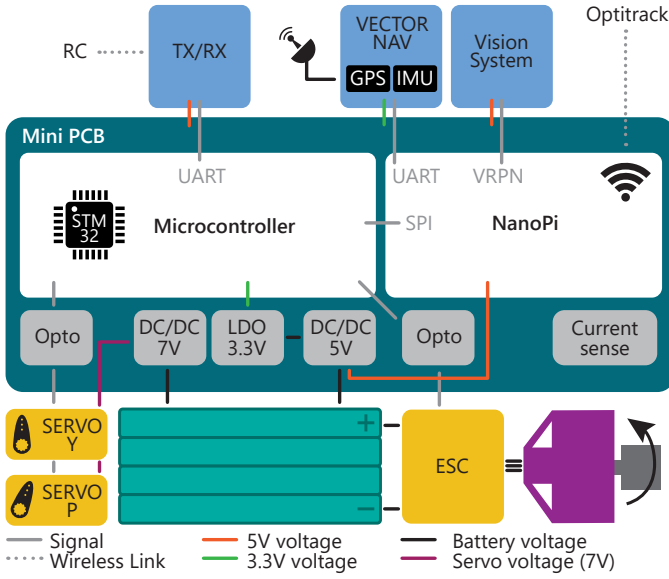 Optitrack
RC
TX/RX
VECTOR
NAV
GPS IMU
Vision
System
Mini PCB
UART
UART
VRPN
STM
32
Microcontroller
SPI
NanoPi
Opto
DC/DC
7V
LDO
3.3V
DC/DC
5V
Opto
Current
sense
SERVO
Y
SERVO
P
+
−
ESC
Signal
5V voltage
Battery voltage
Wireless Link
3.3V voltage
Servo voltage (7V)